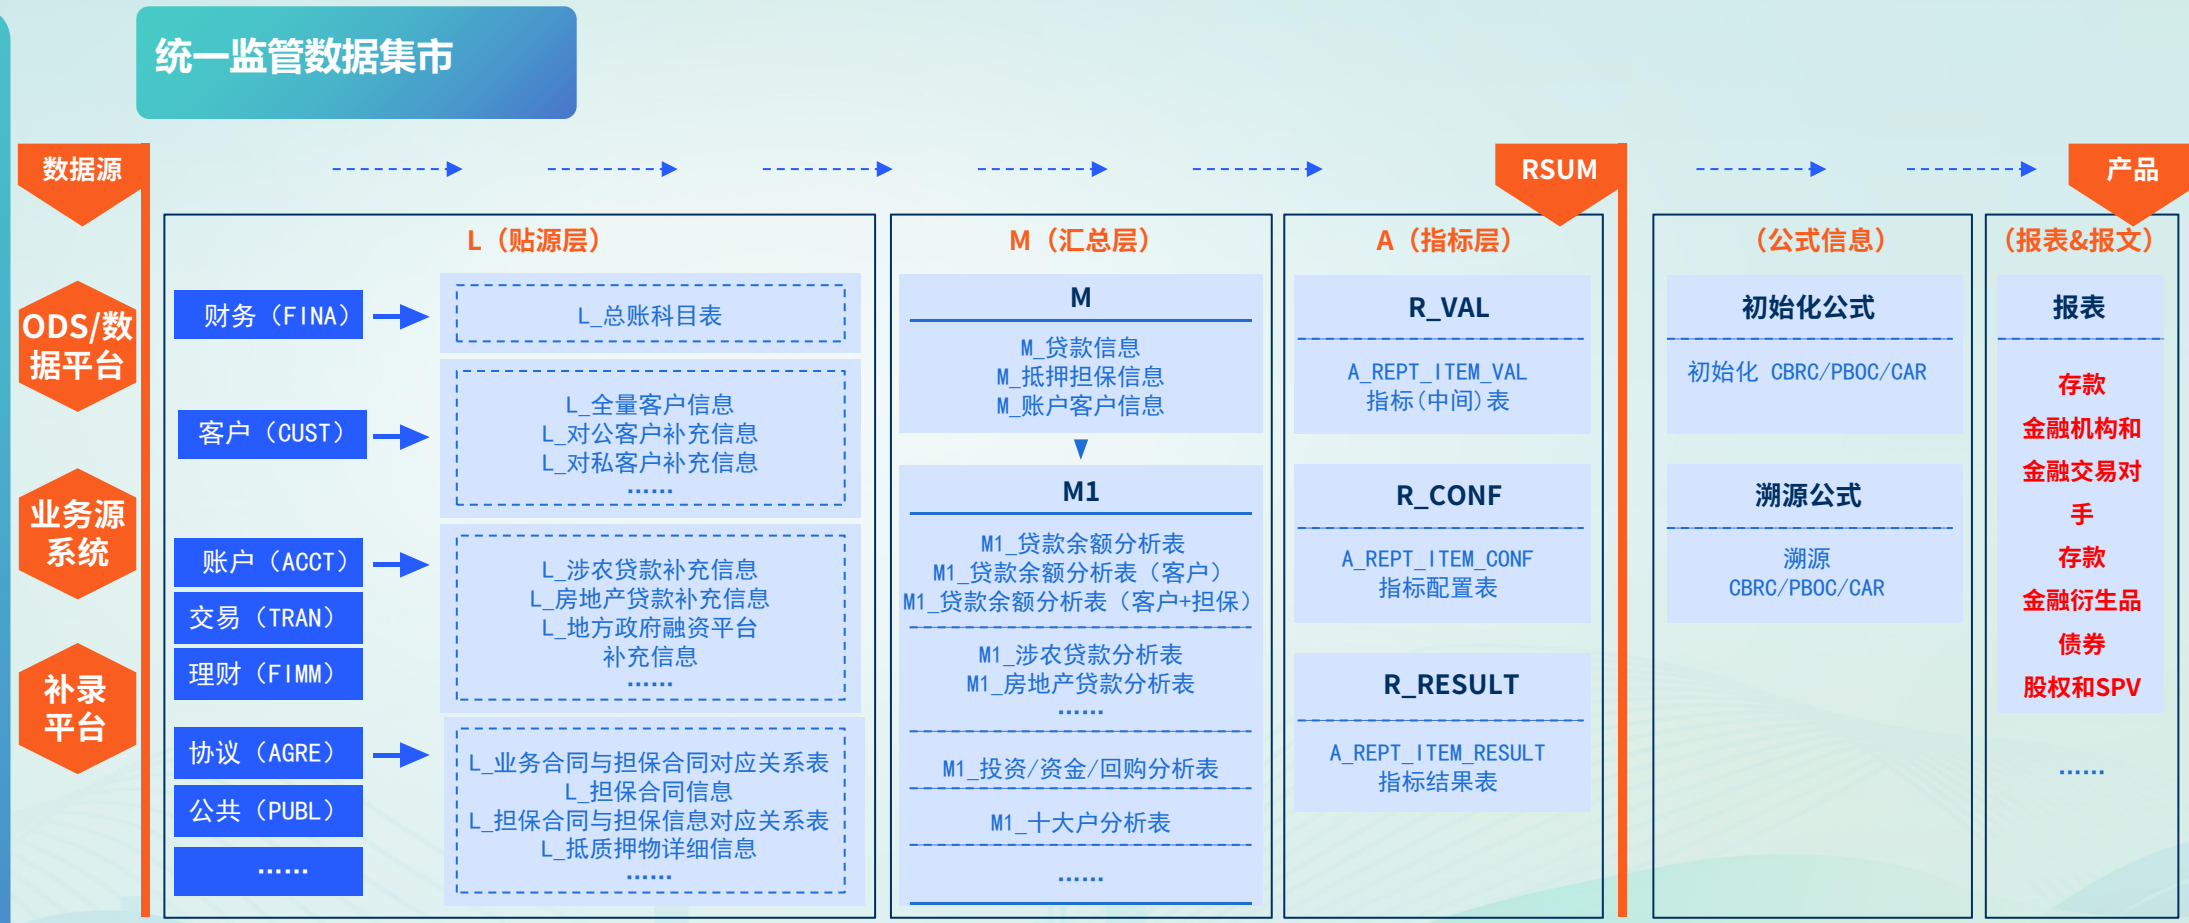 统一监管数据集市
数据源
RSUM
产品
ODS/数
据平台
业务源
系统
补录
平台
L（贴源层）
财务（FINA）
客户（CUST）
账户（ACCT）
交易（TRAN）
理财（FIMM）
协议（AGRE）
公共（PUBL）
……
L_总账科目表
L_全量客户信息
L_对公客户补充信息
L_对私客户补充信息
……
L_涉农贷款补充信息
L_房地产贷款补充信息
L_地方政府融资平台
补充信息
……
L_业务合同与担保合同对应关系表
L_担保合同信息
L_担保合同与担保信息对应关系表
L_抵质押物详细信息
……
M（汇总层）
M
M_贷款信息
M_抵押担保信息
M_账户客户信息
M1
M1_贷款余额分析表
M1_贷款余额分析表（客户）
M1_贷款余额分析表（客户+担保）
M1_涉农贷款分析表
M1_房地产贷款分析表
……
M1_投资/资金/回购分析表
M1_十大户分析表
……
A（指标层）
R_VAL
A_REPT_ITEM_VAL
指标(中间)表
R_CONF
A_REPT_ITEM_CONF
指标配置表
R_RESULT
A_REPT_ITEM_RESULT
指标结果表
（公式信息）
初始化公式
初始化 CBRC/PBOC/CAR
溯源公式
溯源
CBRC/PBOC/CAR
（报表&报文）
报表
存款
金融机构和
金融交易对
手
存款
金融衍生品
债券
股权和SPV
……